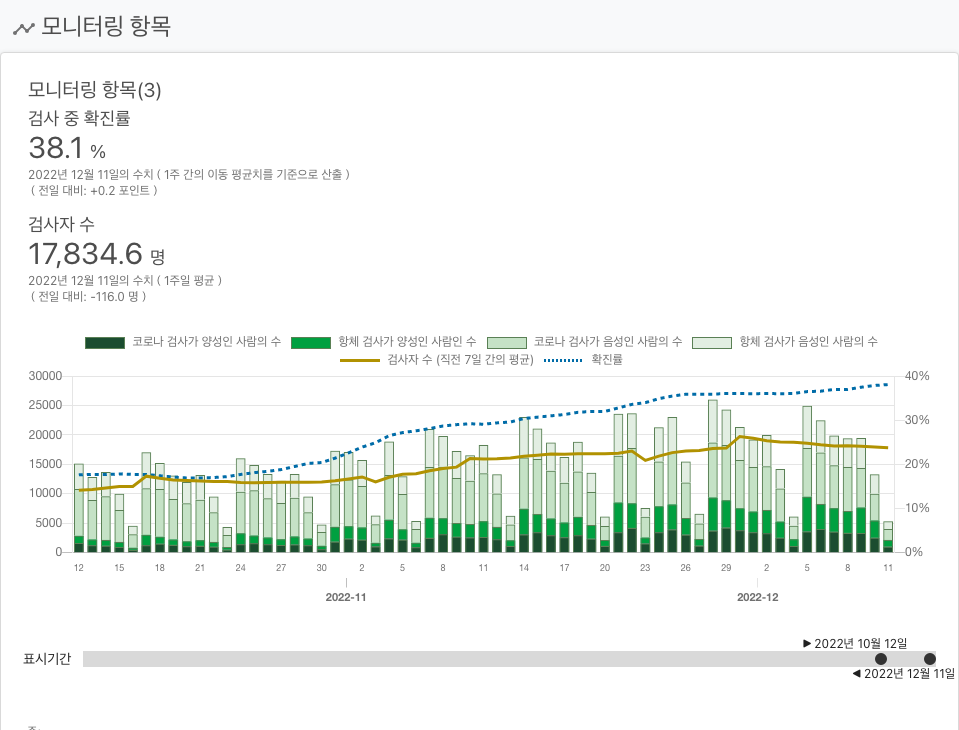 모니터링 항목
모니터링 항목(3)
검사 중 확진률
38.1 %
2022년 12월 11일의 수치 ( 1주 간의 이동 평균치를 기준으로 산출 )
( 전일 대비: +0.2 포인트 )
검사자 수
17,834.6 명
2022년 12월 11일의 수치 ( 1주일 평균 )
( 전일 대비: -116.0 명 )
코로나 검사가 양성인 사람의 수 항체 검사가 양성인 사람인 수 코로나 검사가 음성인 사람의 수 항체 검사가 음성인 사람의 수
검사자 수 (직전 7일 간의 평균) 확진률
30000 40%
25000
30%
20000
15000 20%
10000
10%
5000
0 0%
12 15 18 21 24 27 30 2 5 8 11 14 17 20 23 26 29 2 5 8 11
2022-11 2022-12
▶ 2022년 10월 12일
표시기간
◀ 2022년 12월 11일